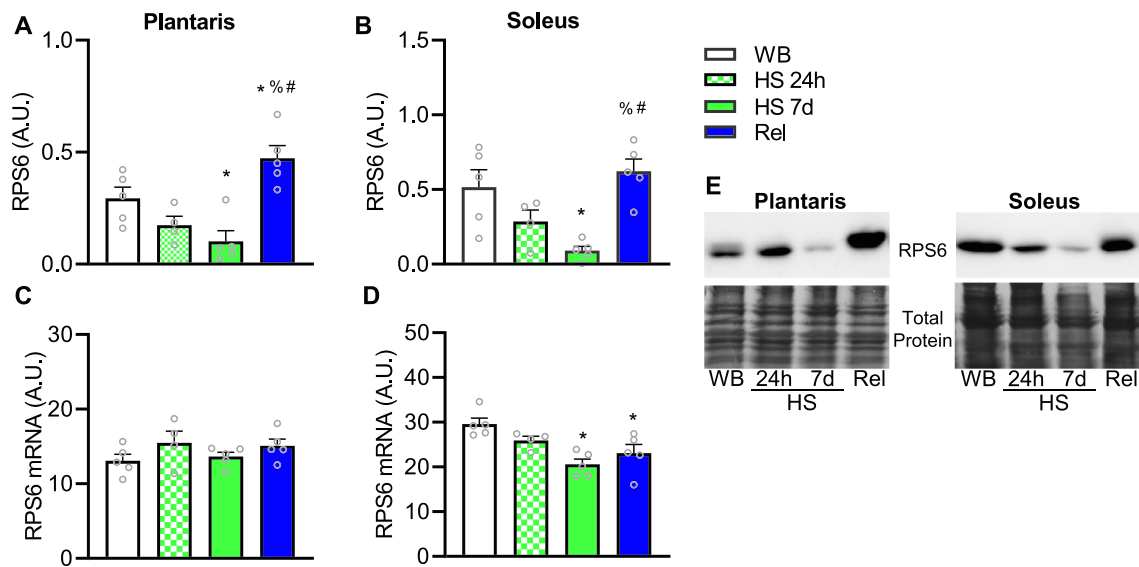 A Plantaris
RPS6 (A.U.)
1.0
0.5
0.0
*
* % #
B Soleus
RPS6 (A.U.)
1.5
1.0
0.5
0.0
*
% #
WB
HS 24h
HS 7d
Rel
C
RPS6 mRNA (A.U.)
30
20
10
0
D
RPS6 mRNA (A.U.)
50
40
30
20
10
0
*
*
E Plantaris Soleus
RPS6
Total
Protein
WB 24h 7d Rel WB 24h 7d Rel
HS HS